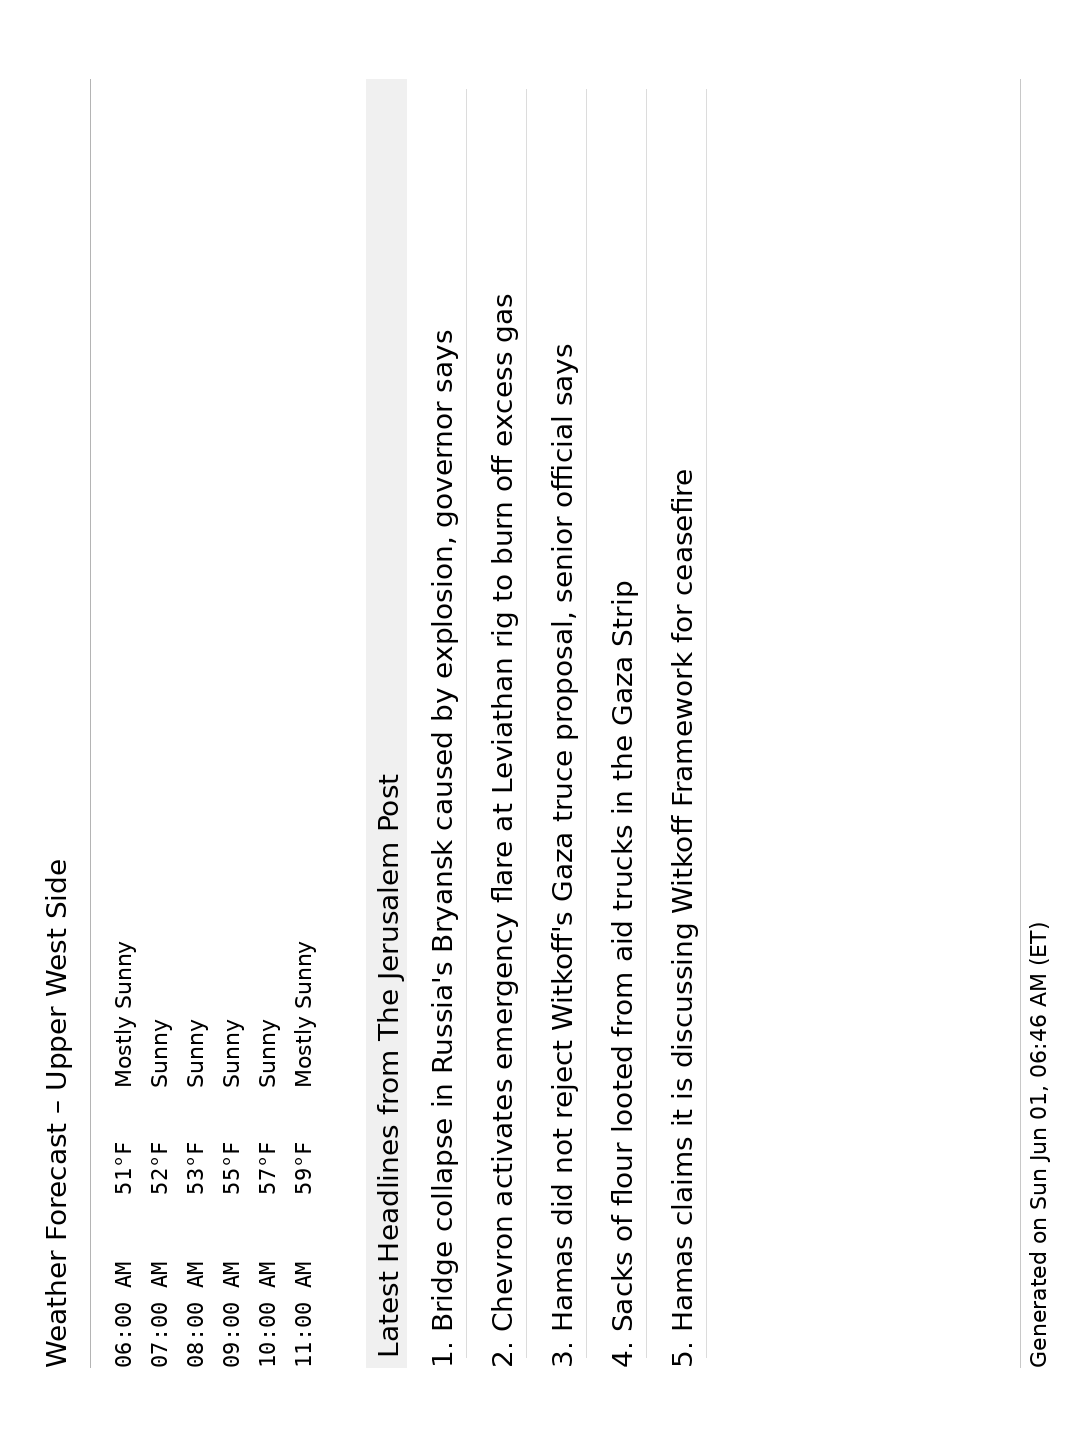 Weather Forecast – Upper West Side
06:00 AM 51°F Mostly Sunny
07:00 AM 52°F Sunny
08:00 AM 53°F Sunny
09:00 AM 55°F Sunny
10:00 AM 57°F Sunny
11:00 AM 59°F Mostly Sunny
Latest Headlines from The Jerusalem Post
1. Bridge collapse in Russia's Bryansk caused by explosion, governor says
2. Chevron activates emergency flare at Leviathan rig to burn off excess gas
3. Hamas did not reject Witkoff's Gaza truce proposal, senior official says
4. Sacks of flour looted from aid trucks in the Gaza Strip
5. Hamas claims it is discussing Witkoff Framework for ceasefire
Generated on Sun Jun 01, 06:46 AM (ET)